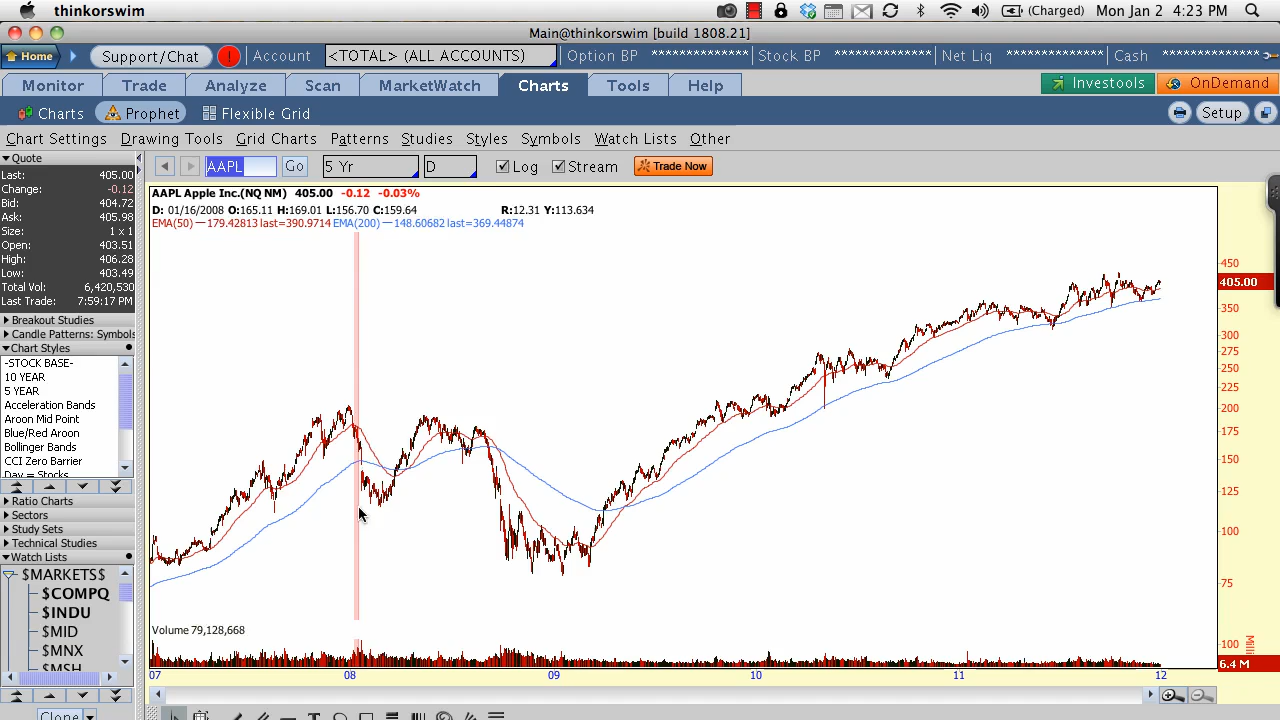 thinkorswim (Charged) Mon Jan 2 4:23 PM
Main@thinkorswim [build 1808.21]
Home Support/Chat ! Account <TOTAL> (ALL ACCOUNTS) Option BP ************** Stock BP ************** Net Liq ************** Cash **************
Monitor Trade Analyze Scan MarketWatch Charts Tools Help Investools OnDemand
Charts Prophet Flexible Grid Setup
Chart Settings Drawing Tools Grid Charts Patterns Studies Styles Symbols Watch Lists Other
Quote
AAPL Go 5 Yr D Log Stream Trade Now
Last: 405.00
Change: -0.12
Bid: 404.72
Ask: 405.98
Size: 1 x 1
Open: 403.51
High: 406.28
Low: 403.49
Total Vol: 6,420,530
Last Trade: 7:59:17 PM
Breakout Studies
Candle Patterns: Symbols
Chart Styles
-STOCK BASE-
10 YEAR
5 YEAR
Acceleration Bands
Aroon Mid Point
Blue/Red Aroon
Bollinger Bands
CCI Zero Barrier
Day = Stocks
Ratio Charts
Sectors
Study Sets
Technical Studies
Watch Lists
$MARKETS$
$COMPQ
$INDU
$MID
$MNX
$MSH
Clone
AAPL Apple Inc.(NQ NM) 405.00 -0.12 -0.03%
D: 01/16/2008 O:165.11 H:169.01 L:156.70 C:159.64 R:12.31 Y:113.634
EMA(50) —179.42813 last=390.9714 EMA(200) —148.60682 last=369.44874
450
405.00
350
300
275
250
225
200
175
150
125
100
75
Volume 79,128,668
100
6.4 M
07 08 09 10 11 12